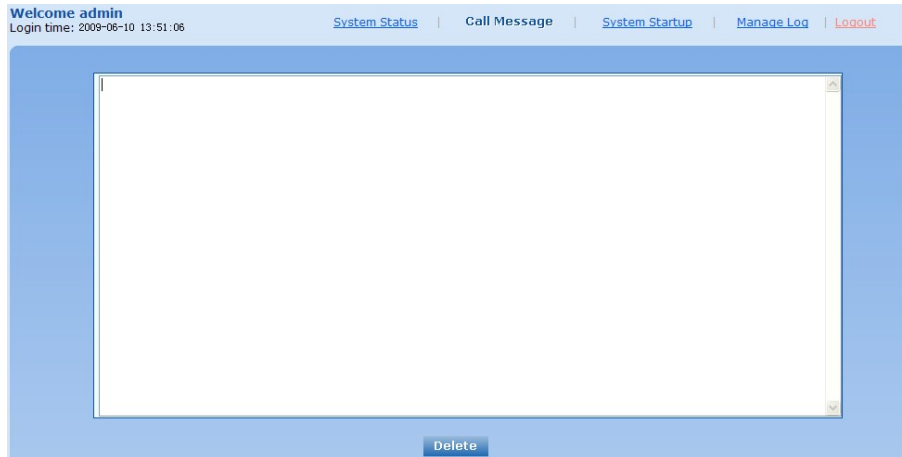 Welcome admin
Login time: 2009-06-10 13:51:06
System Status | Call Message | System Startup | Manage Log | Logout
Delete